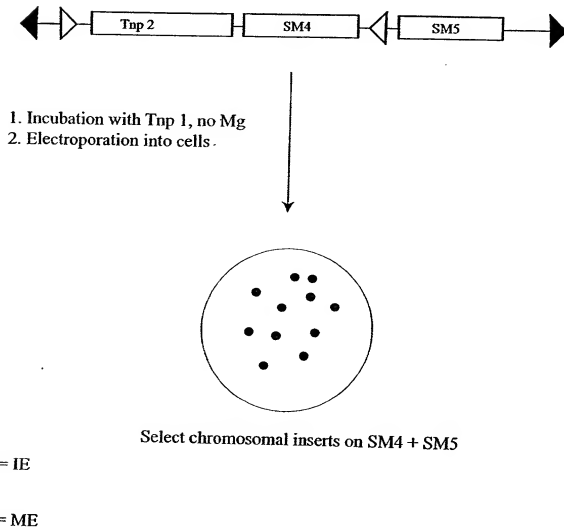 Tnp 2 SM4 SM5
1. Incubation with Tnp 1, no Mg
2. Electroporation into cells.
Select chromosomal inserts on SM4 + SM5
= IE
= ME